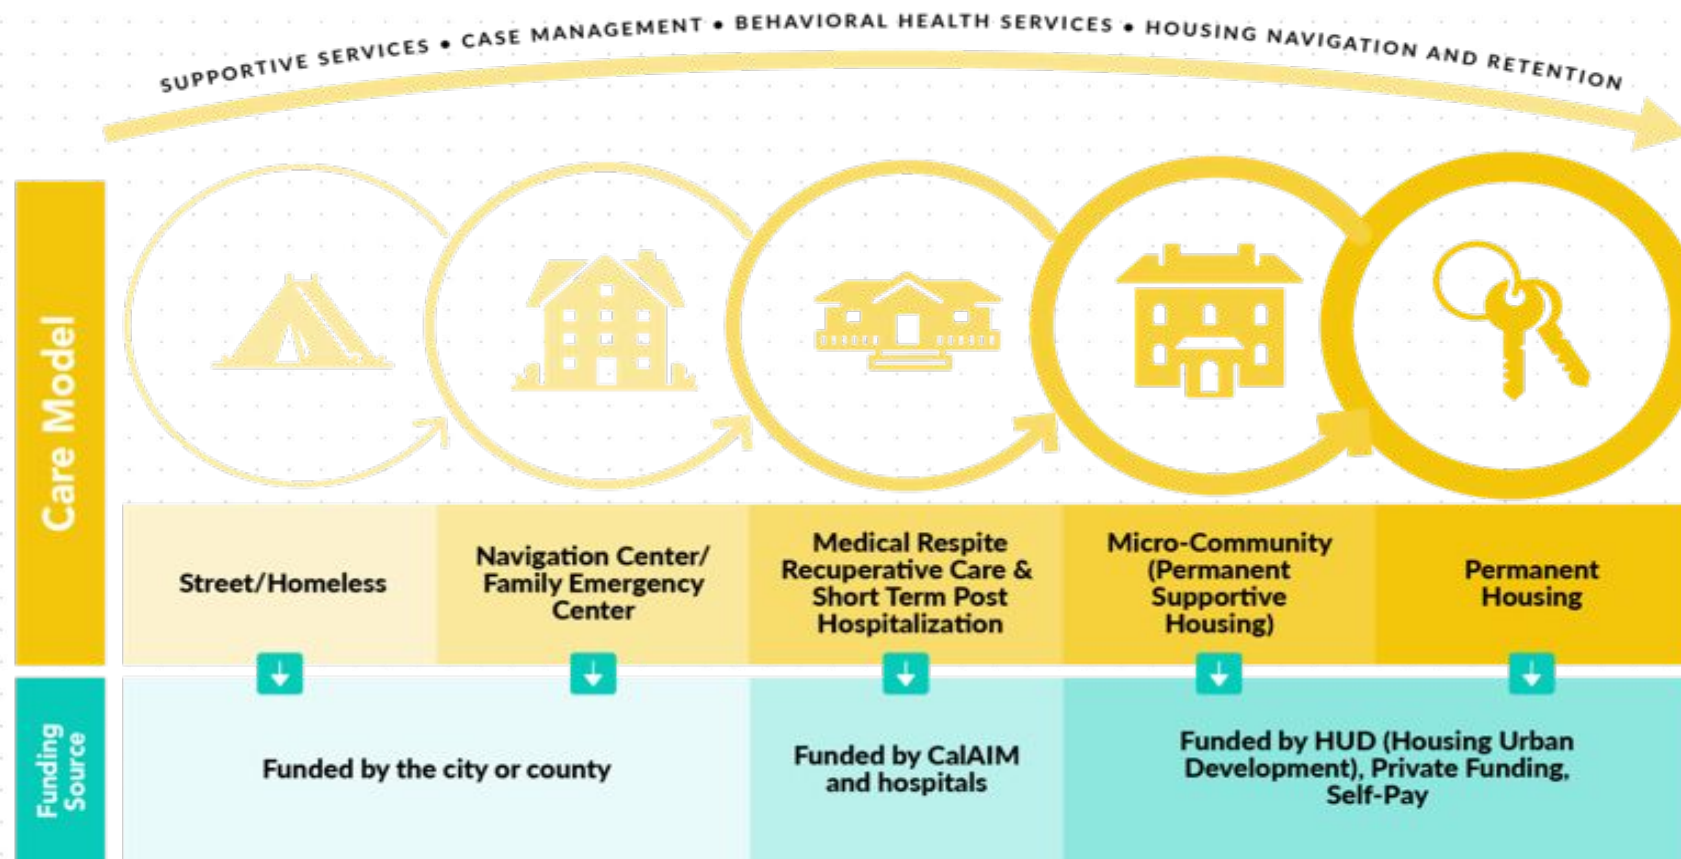 SUPPORTIVE SERVICES • CASE MANAGEMENT • BEHAVIORAL HEALTH SERVICES • HOUSING NAVIGATION AND RETENTION
Care Model
Street/Homeless
Navigation Center/
Family Emergency
Center
Medical Respite
Recuperative Care &
Short Term Post
Hospitalization
Micro-Community
(Permanent
Supportive
Housing)
Permanent
Housing
Funding
Source
Funded by the city or county
Funded by CalAIM
and hospitals
Funded by HUD (Housing Urban
Development), Private Funding,
Self-Pay